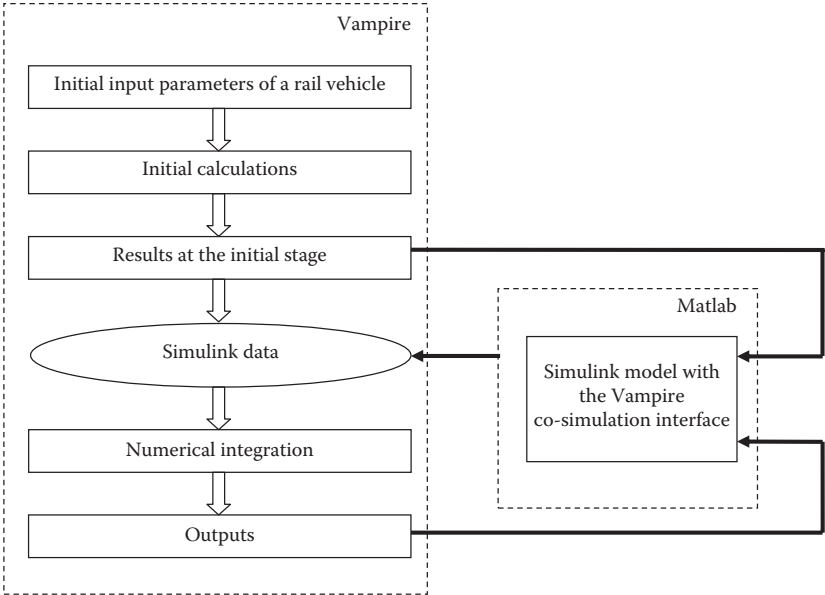 Vampire
Initial input parameters of a rail vehicle
Initial calculations
Results at the initial stage
Simulink data
Numerical integration
Outputs
Matlab
Simulink model with
the Vampire
co-simulation interface